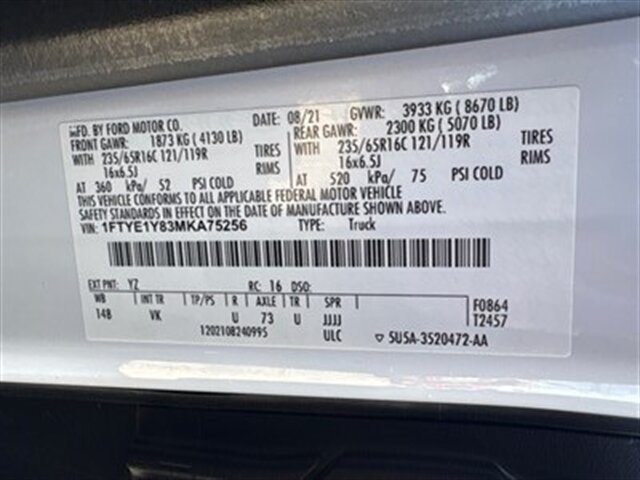 MFD. BY FORD MOTOR CO. DATE: 08/21 GVWR: 3933 KG ( 8670 LB)
FRONT GAWR: 1873 KG ( 4130 LB) REAR GAWR: 2300 KG ( 5070 LB)
WITH 235/65R16C 121/119R TIRES WITH 235/65R16C 121/119R TIRES
16x6.5J RIMS 16x6.5J RIMS
AT 360 kPa/ 52 PSI COLD AT 520 kPa/ 75 PSI COLD
THIS VEHICLE CONFORMS TO ALL APPLICABLE FEDERAL MOTOR VEHICLE
SAFETY STANDARDS IN EFFECT ON THE DATE OF MANUFACTURE SHOWN ABOVE.
VIN: 1FTYE1Y83MKA75256 TYPE: Truck
EXT PNT: YZ RC: 16 DSO:
WB INT TR TP/PS R AXLE TR SPR F0864
148 VK U 73 U JJJJ T2457
1202108240995 ULC ▽ 5U5A-3520472-AA